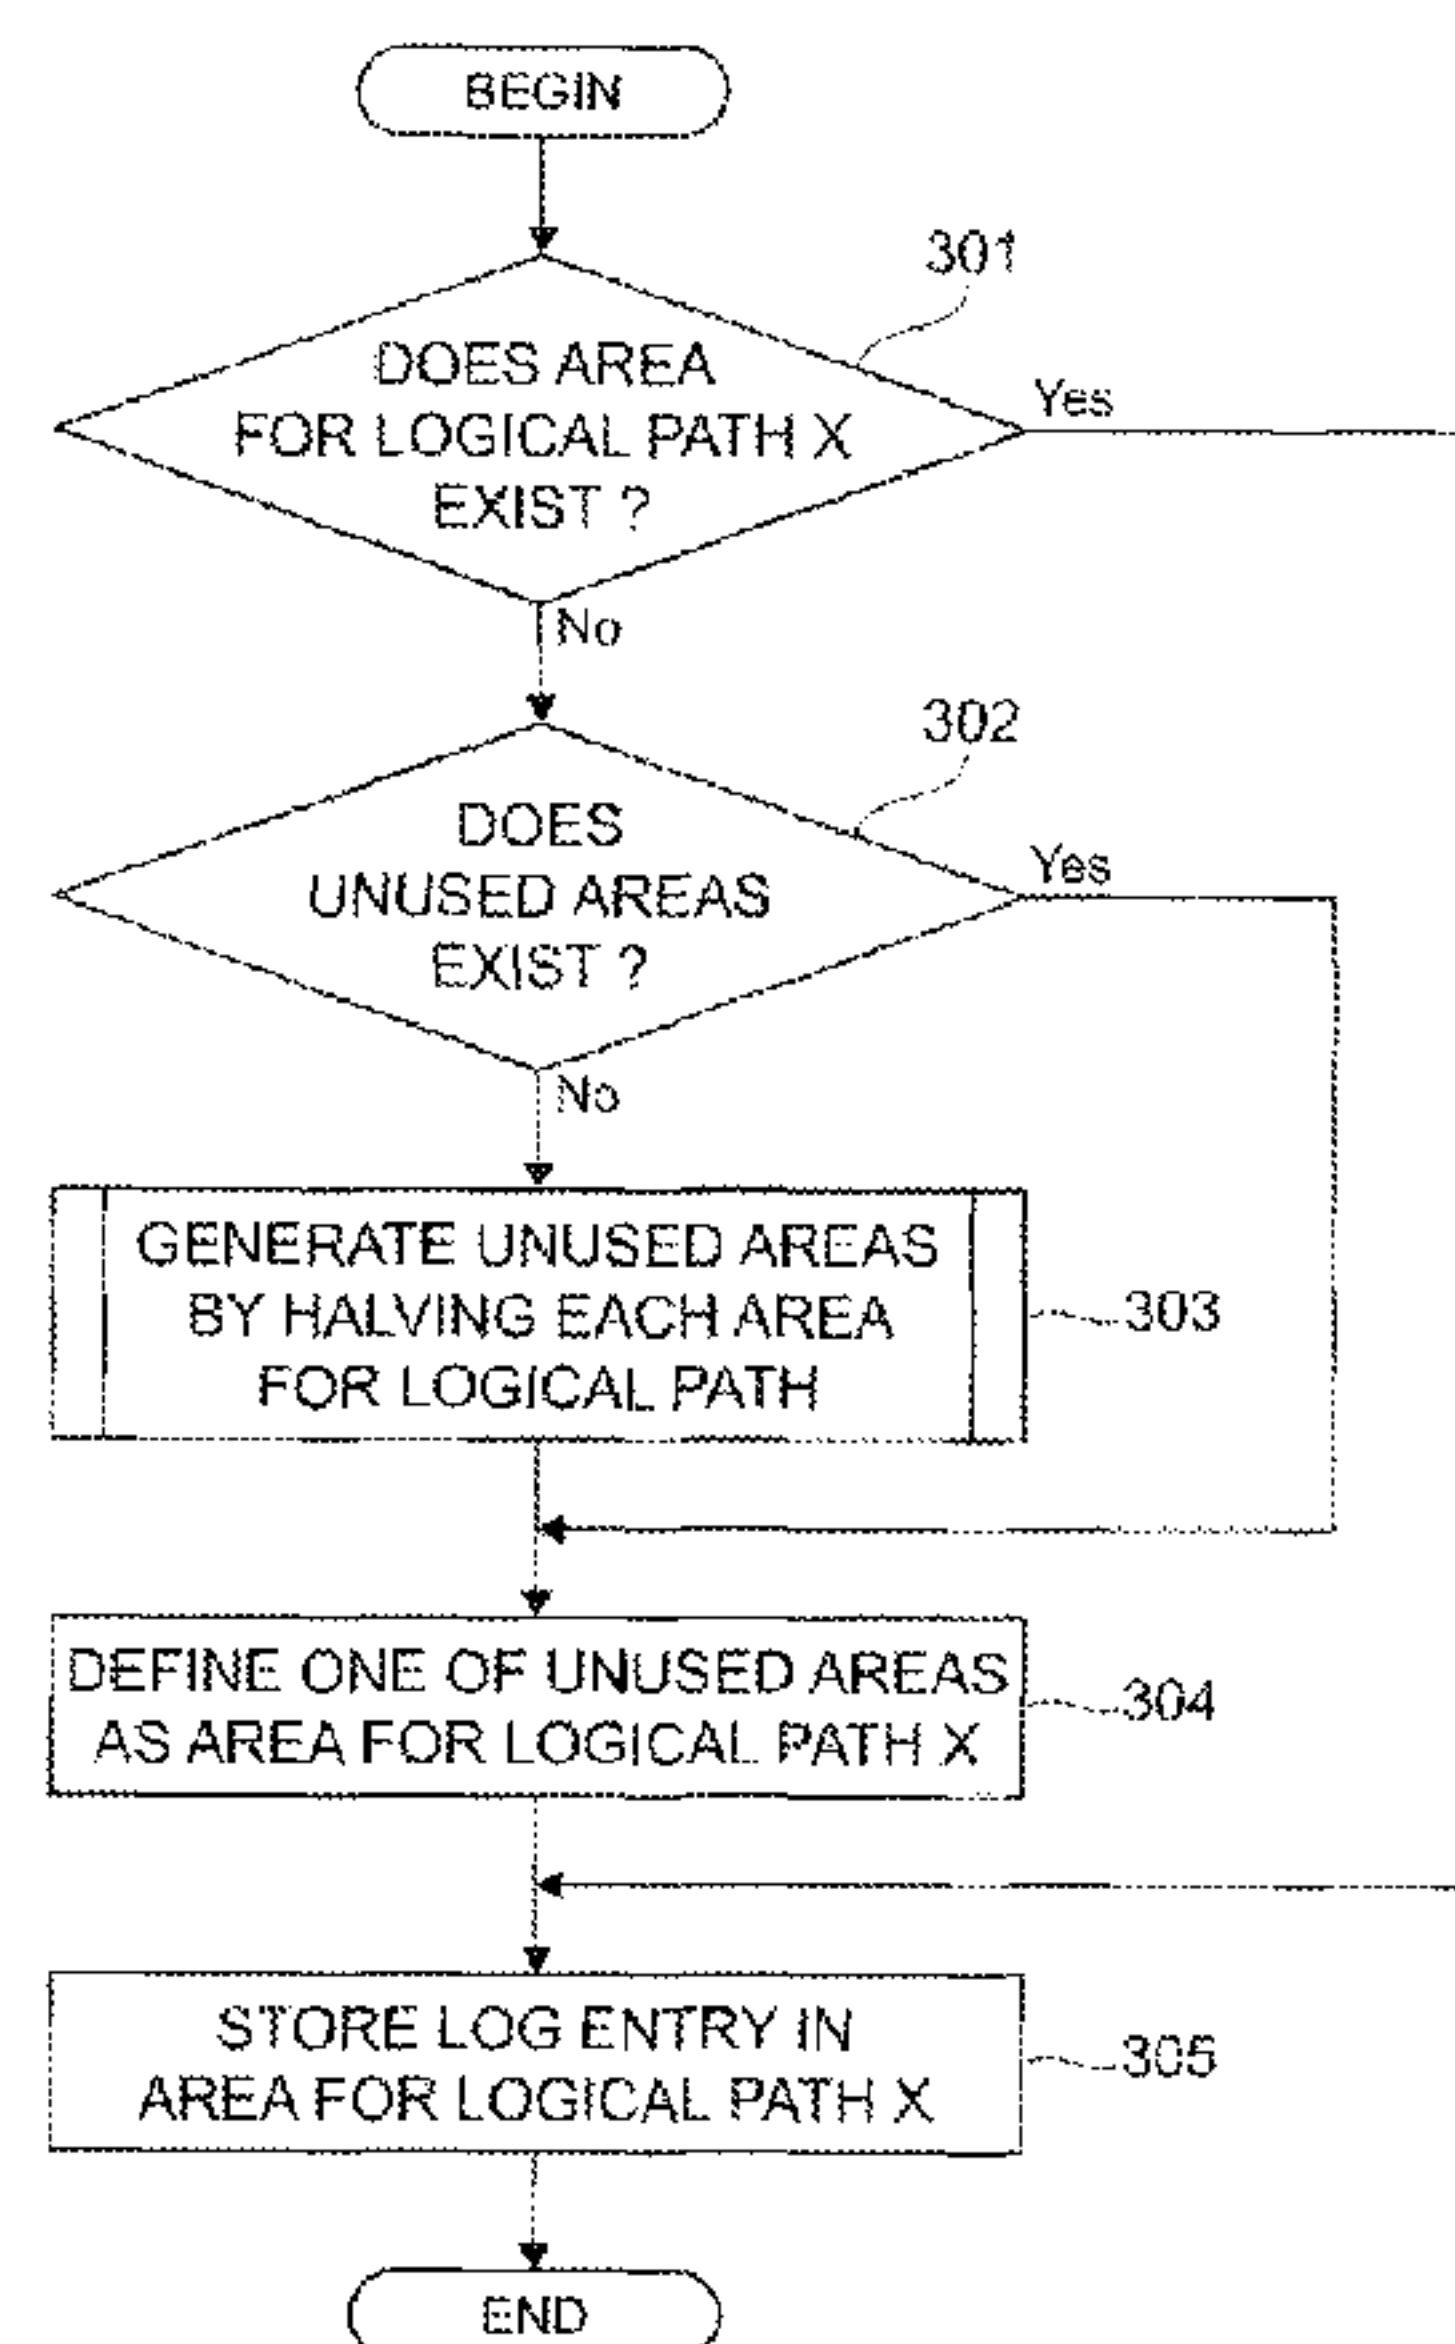 BEGIN
301
DOES AREA
FOR LOGICAL PATH X
EXIST ?
Yes
No
302
DOES
UNUSED AREAS
EXIST ?
Yes
No
GENERATE UNUSED AREAS
BY HALVING EACH AREA
FOR LOGICAL PATH
303
DEFINE ONE OF UNUSED AREAS
AS AREA FOR LOGICAL PATH X
304
STORE LOG ENTRY IN
AREA FOR LOGICAL PATH X
305
END